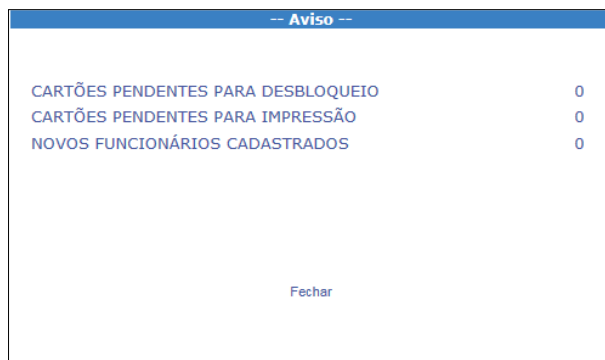 -- Aviso --
CARTÕES PENDENTES PARA DESBLOQUEIO 0
CARTÕES PENDENTES PARA IMPRESSÃO 0
NOVOS FUNCIONÁRIOS CADASTRADOS 0
Fechar